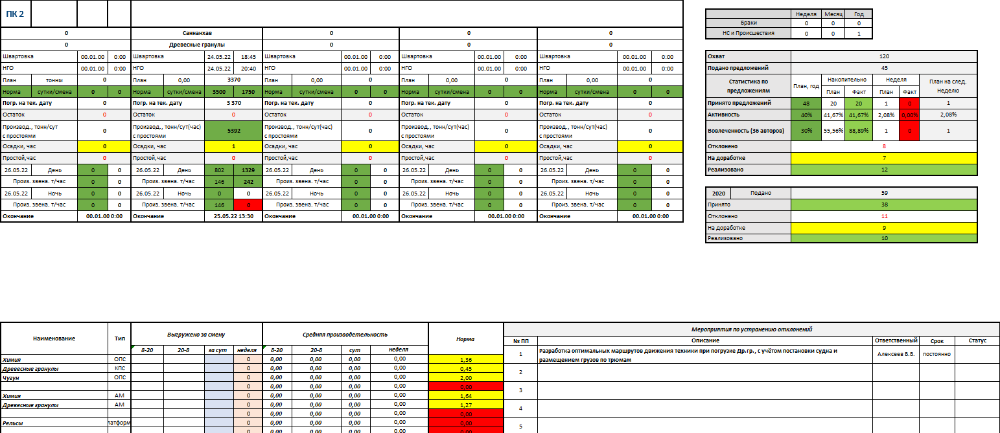 ПК 2
0 Саннанхав 0 0 0
0 Древесные гранулы 0 0 0
Швартовка 00.01.00 0:00 Швартовка 24.05.22 18:45 Швартовка 00.01.00 0:00 Швартовка 00.01.00 0:00 Швартовка 00.01.00 0:00
НГО 00.01.00 0:00 НГО 24.05.22 20:40 НГО 00.01.00 0:00 НГО 00.01.00 0:00 НГО 00.01.00 0:00
План тонны 0 План 0,00 3370 План 0,00 0 План 0,00 0 План 0,00 0
Норма сутки/смена 0 0 Норма сутки/смена 3500 1750 Норма сутки/смена 0 0 Норма сутки/смена 0 0 Норма сутки/смена 0 0
Погр. на тек. дату 0 Погр. на тек. дату 3 370 Погр. на тек. дату 0 Погр. на тек. дату 0 Погр. на тек. дату 0
Остаток 0 Остаток 0 Остаток 0 Остаток 0 Остаток 0
Производ., тонн/сут Производ., тонн/сут(час) Производ., тонн/сут(час) Производ., тонн/сут(час) Производ., тонн/сут(час)
с простоями 0 с простоями 5392 с простоями 0 с простоями 0 с простоями 0
Осадки, час 0 Осадки, час 1 Осадки, час 0 Осадки, час 0 Осадки, час 0
Простой,час 0 Простой,час 0 Простой,час 0 Простой,час 0 Простой,час 0
26.05.22 День 0 0 26.05.22 День 802 1329 26.05.22 День 0 0 26.05.22 День 0 0 26.05.22 День 0 0
Произ. звена. т/час 0 0 Произ. звена. т/час 146 242 Произ. звена. т/час 0 0 Произ. звена. т/час 0 0 Произ. звена. т/час 0 0
26.05.22 Ночь 0 0 26.05.22 Ночь 0 0 26.05.22 Ночь 0 0 26.05.22 Ночь 0 0 26.05.22 Ночь 0 0
Произ. звена. т/час 0 0 Произ. звена. т/час 146 0 Произ. звена. т/час 0 0 Произ. звена. т/час 0 0 Произ. звена. т/час 0 0
Окончание 00.01.00 0:00 Окончание 25.05.22 13:30 Окончание 00.01.00 0:00 Окончание 00.01.00 0:00 Окончание 00.01.00 0:00
Неделя Месяц Год
Браки 0 0 0
НС и Происшествия 0 0 1
Охват 120
Подано предложений 45
Статистика по предложениям План, год Накопительно Неделя План на след. Неделю
План Факт План Факт
Принято предложений 48 20 20 1 0 1
Активность 40% 41,67% 41,67% 2,08% 0,00% 2,08%
Вовлеченность (36 авторов) 30% 55,56% 88,89% 1 0 1
Отклонено 8
На доработке 7
Реализовано 12
2020 Подано 59
Принято 38
Отклонено 11
На доработке 9
Реализовано 10
Наименование Тип Выгружено за смену Средняя производетельность Норма Мероприятия по устранению отклонений
8-20 20-8 за сут неделя 8-20 20-8 сут неделя № ПП Описание Ответственный Срок Статус
Химия ОПС 0 0,00 0,00 0,00 0,00 1,36 1 Разработка оптимальных маршрутов движения техники при погрузке Др.гр., с учётом постановки судна и размещением грузов по трюмам Алексеев В.В. постоянно
Древесные гранулы КПС 0 0,00 0,00 0,00 0,00 0,45
Чугун ОПС 0 0,00 0,00 0,00 0,00 2,00 2
0 0,00 0,00 0,00 0,00 0,00
Химия АМ 0 0,00 0,00 0,00 0,00 1,64 3
Древесные гранулы АМ 0 0,00 0,00 0,00 0,00 1,27
0 0,00 0,00 0,00 0,00 0,00 4
Рельсы латформ 0 0,00 0,00 0,00 0,00 0,00
0 0,00 0,00 0,00 0,00 0,00 5